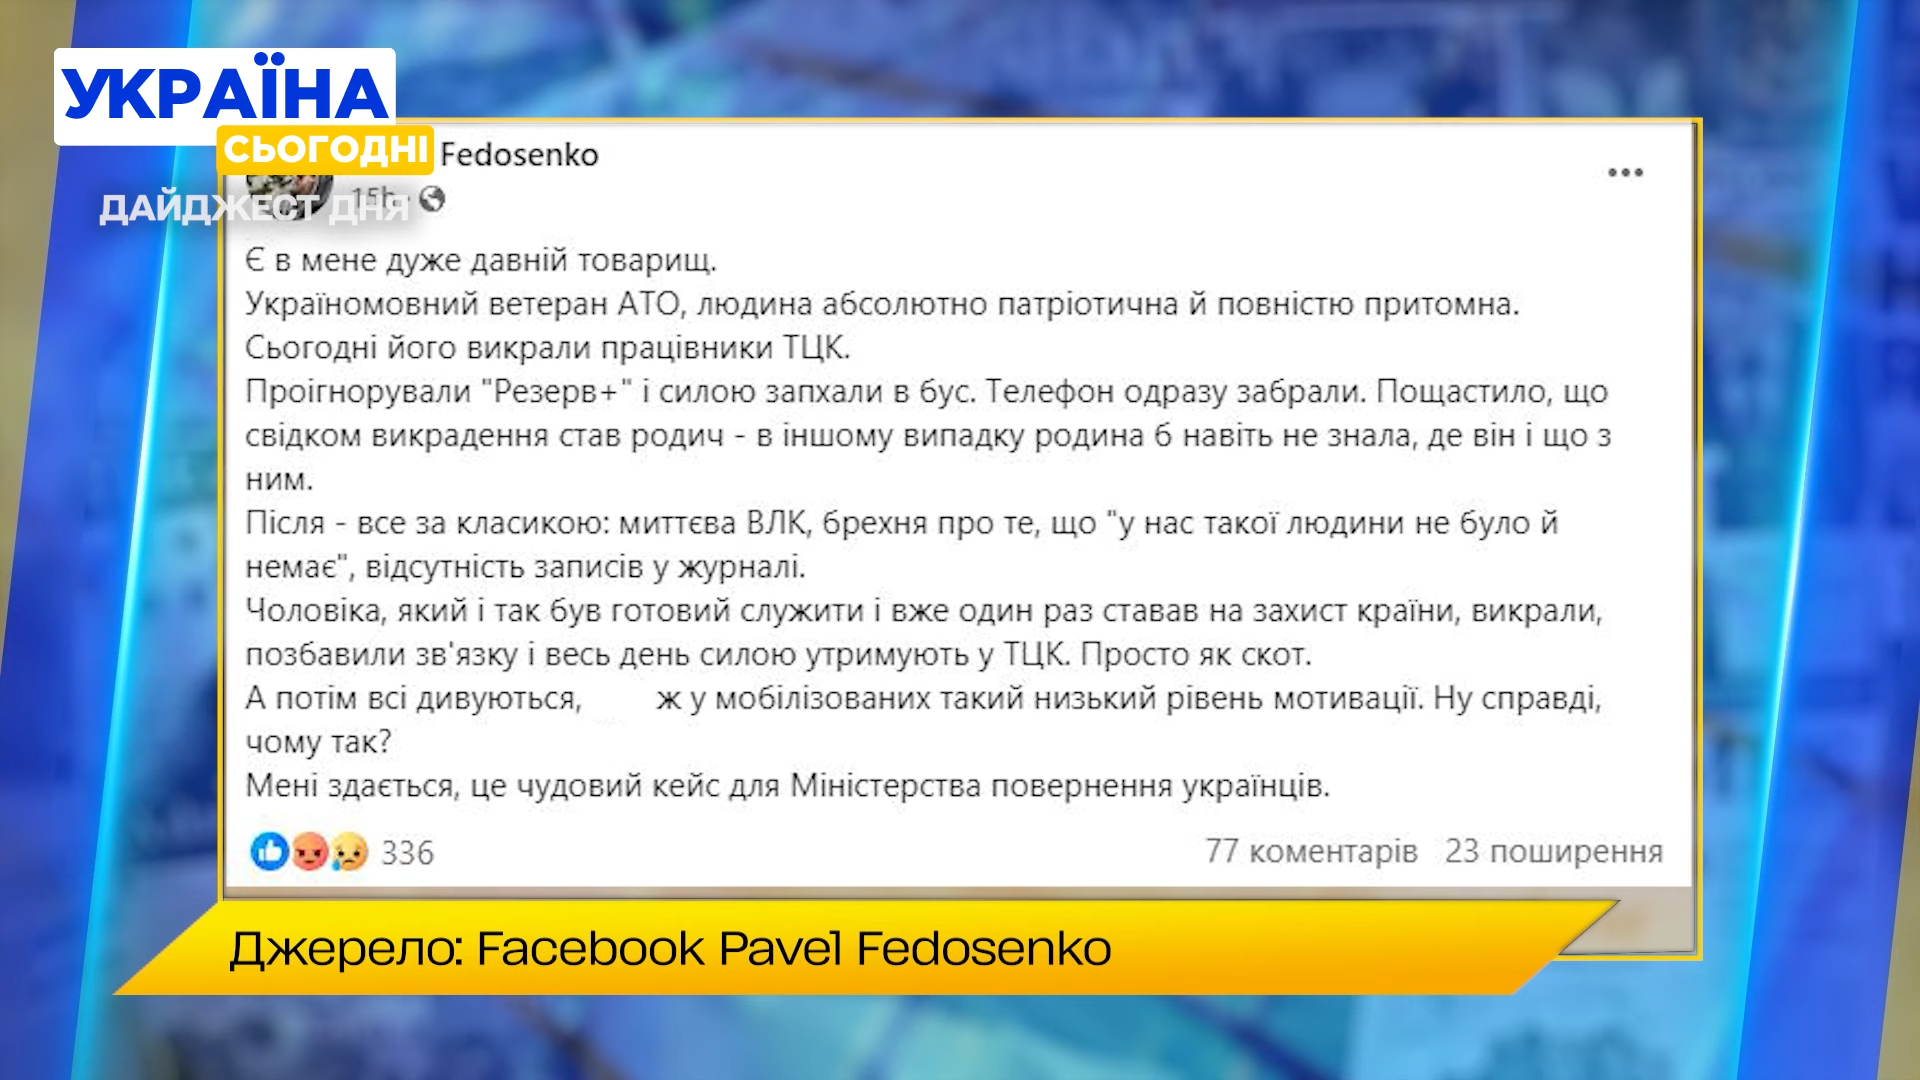 УКРАЇНА
СЬОГОДНІ
ДАЙДЖЕСТ ДНЯ
Fedosenko
15h
Є в мене дуже давній товарищ.
Україномовний ветеран АТО, людина абсолютно патріотична й повністю притомна.
Сьогодні його викрали працівники ТЦК.
Проігнорували "Резерв+" і силою запхали в бус. Телефон одразу забрали. Пощастило, що
свідком викрадення став родич - в іншому випадку родина б навіть не знала, де він і що з
ним.
Після - все за класикою: миттєва ВЛК, брехня про те, що "у нас такої людини не було й
немає", відсутність записів у журналі.
Чоловіка, який і так був готовий служити і вже один раз ставав на захист країни, викрали,
позбавили зв'язку і весь день силою утримують у ТЦК. Просто як скот.
А потім всі дивуються, ж у мобілізованих такий низький рівень мотивації. Ну справді,
чому так?
Мені здається, це чудовий кейс для Міністерства повернення українців.
336
77 коментарів 23 поширення
Джерело: Facebook Pavel Fedosenko